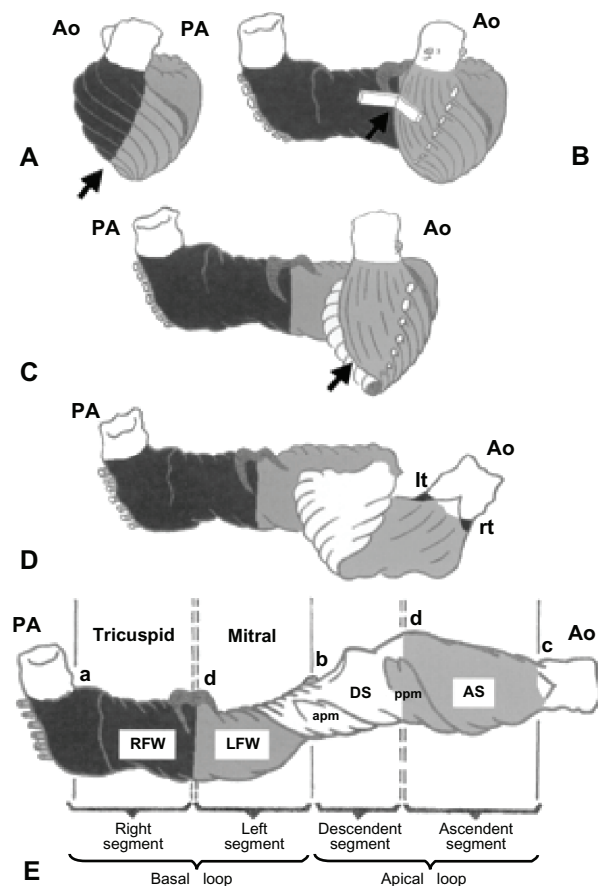 Ao
PA
Ao
A
B
PA
Ao
C
PA
Ao
lt
rt
D
PA
Tricuspid
Mitral
d
Ao
a
d
b
c
DS
ppm
AS
apm
RFW
LFW
Right segment
Left segment
Descendent segment
Ascendent segment
Basal loop
Apical loop
E